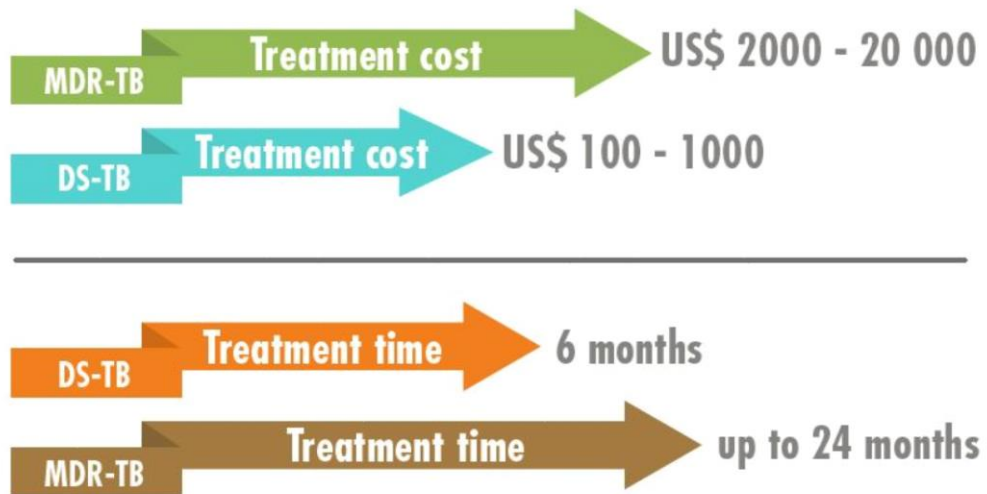 MDR-TB Treatment cost US$ 2000 - 20 000
DS-TB Treatment cost US$ 100 - 1000
DS-TB Treatment time 6 months
MDR-TB Treatment time up to 24 months